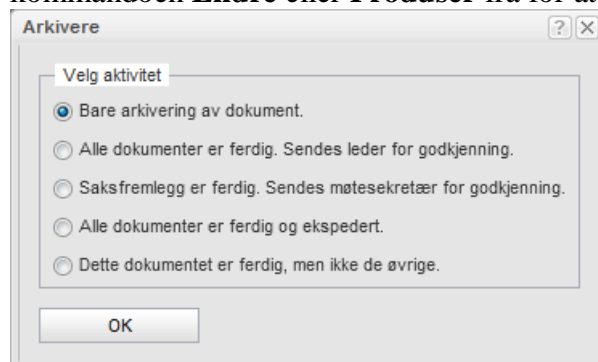 kommandoen Endre eller Produser fra før at
Arkivere
Velg aktivitet
Bare arkivering av dokument.
Alle dokumenter er ferdig. Sendes leder for godkjenning.
Saksfremlegg er ferdig. Sendes møtesekretær for godkjenning.
Alle dokumenter er ferdig og ekspedert.
Dette dokumentet er ferdig, men ikke de øvrige.
OK